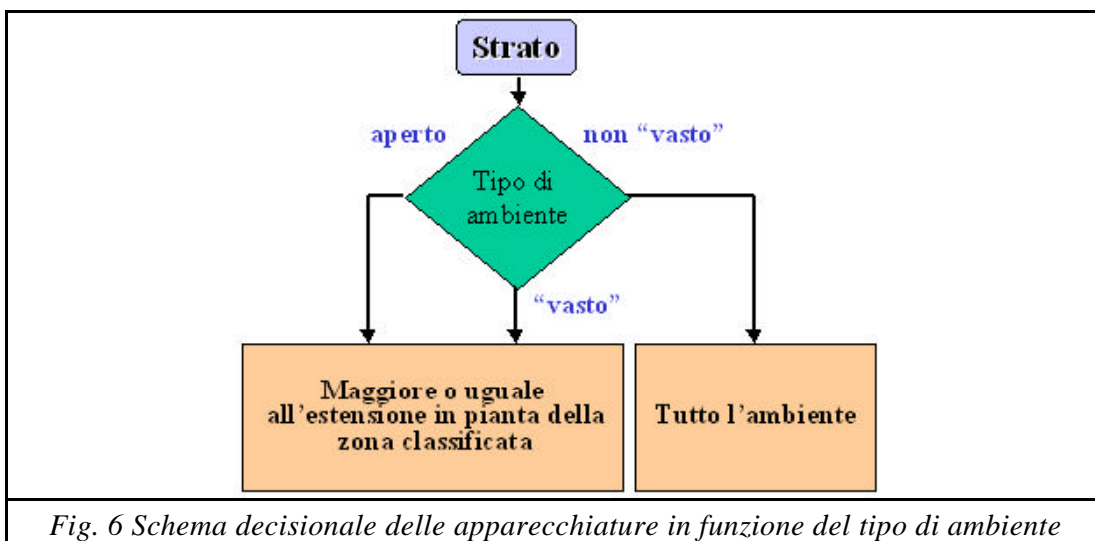 Strato
aperto
non “vasto”
Tipo di
ambiente
“vasto”
Maggiore o uguale
all’estensione in pianta della
zona classificata
Tutto l’ambiente
Fig. 6 Schema decisionale delle apparecchiature in funzione del tipo di ambiente